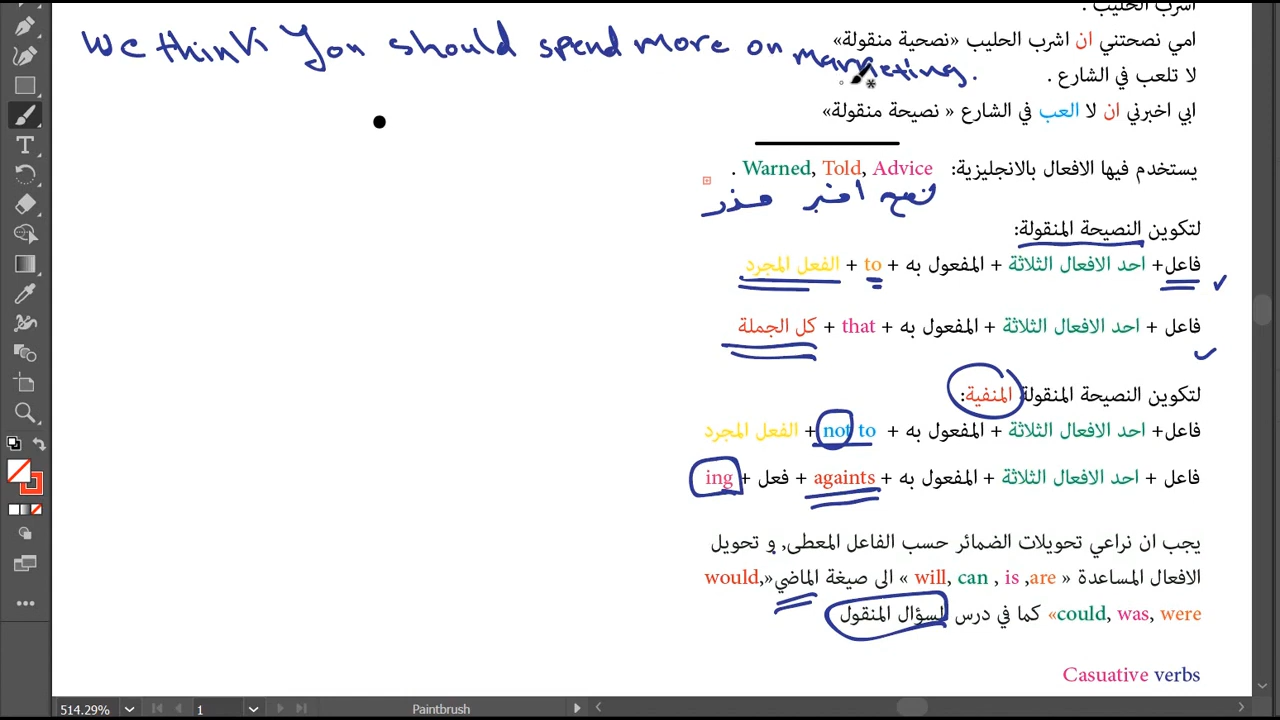 اشرب الحليب .
We think You should spend more on
marketing.
امي نصحتني ان اشرب الحليب «نصحية منقولة»
لا تلعب في الشارع .
ابي اخبرني ان لا العب في الشارع « نصيحة منقولة»
يستخدم فيها الافعال بالانجليزية: Warned, Told, Advice .
نصح اخبر حذر
لتكوين النصيحة المنقولة:
فاعل+ احد الافعال الثلاثة + المفعول به + to + الفعل المجرد
فاعل + احد الافعال الثلاثة + المفعول به + that + كل الجملة
لتكوين النصيحة المنقولة المنفية:
فاعل+ احد الافعال الثلاثة + المفعول به + not to + الفعل المجرد
فاعل + احد الافعال الثلاثة + المفعول به + againts + فعل + ing
يجب ان نراعي تحويلات الضمائر حسب الفاعل المعطى, و تحويل
الافعال المساعدة « will, can , is ,are » الى صيغة الماضي«would,
could, was, were» كما في درس السؤال المنقول
Casuative verbs
514.29%
1
Paintbrush